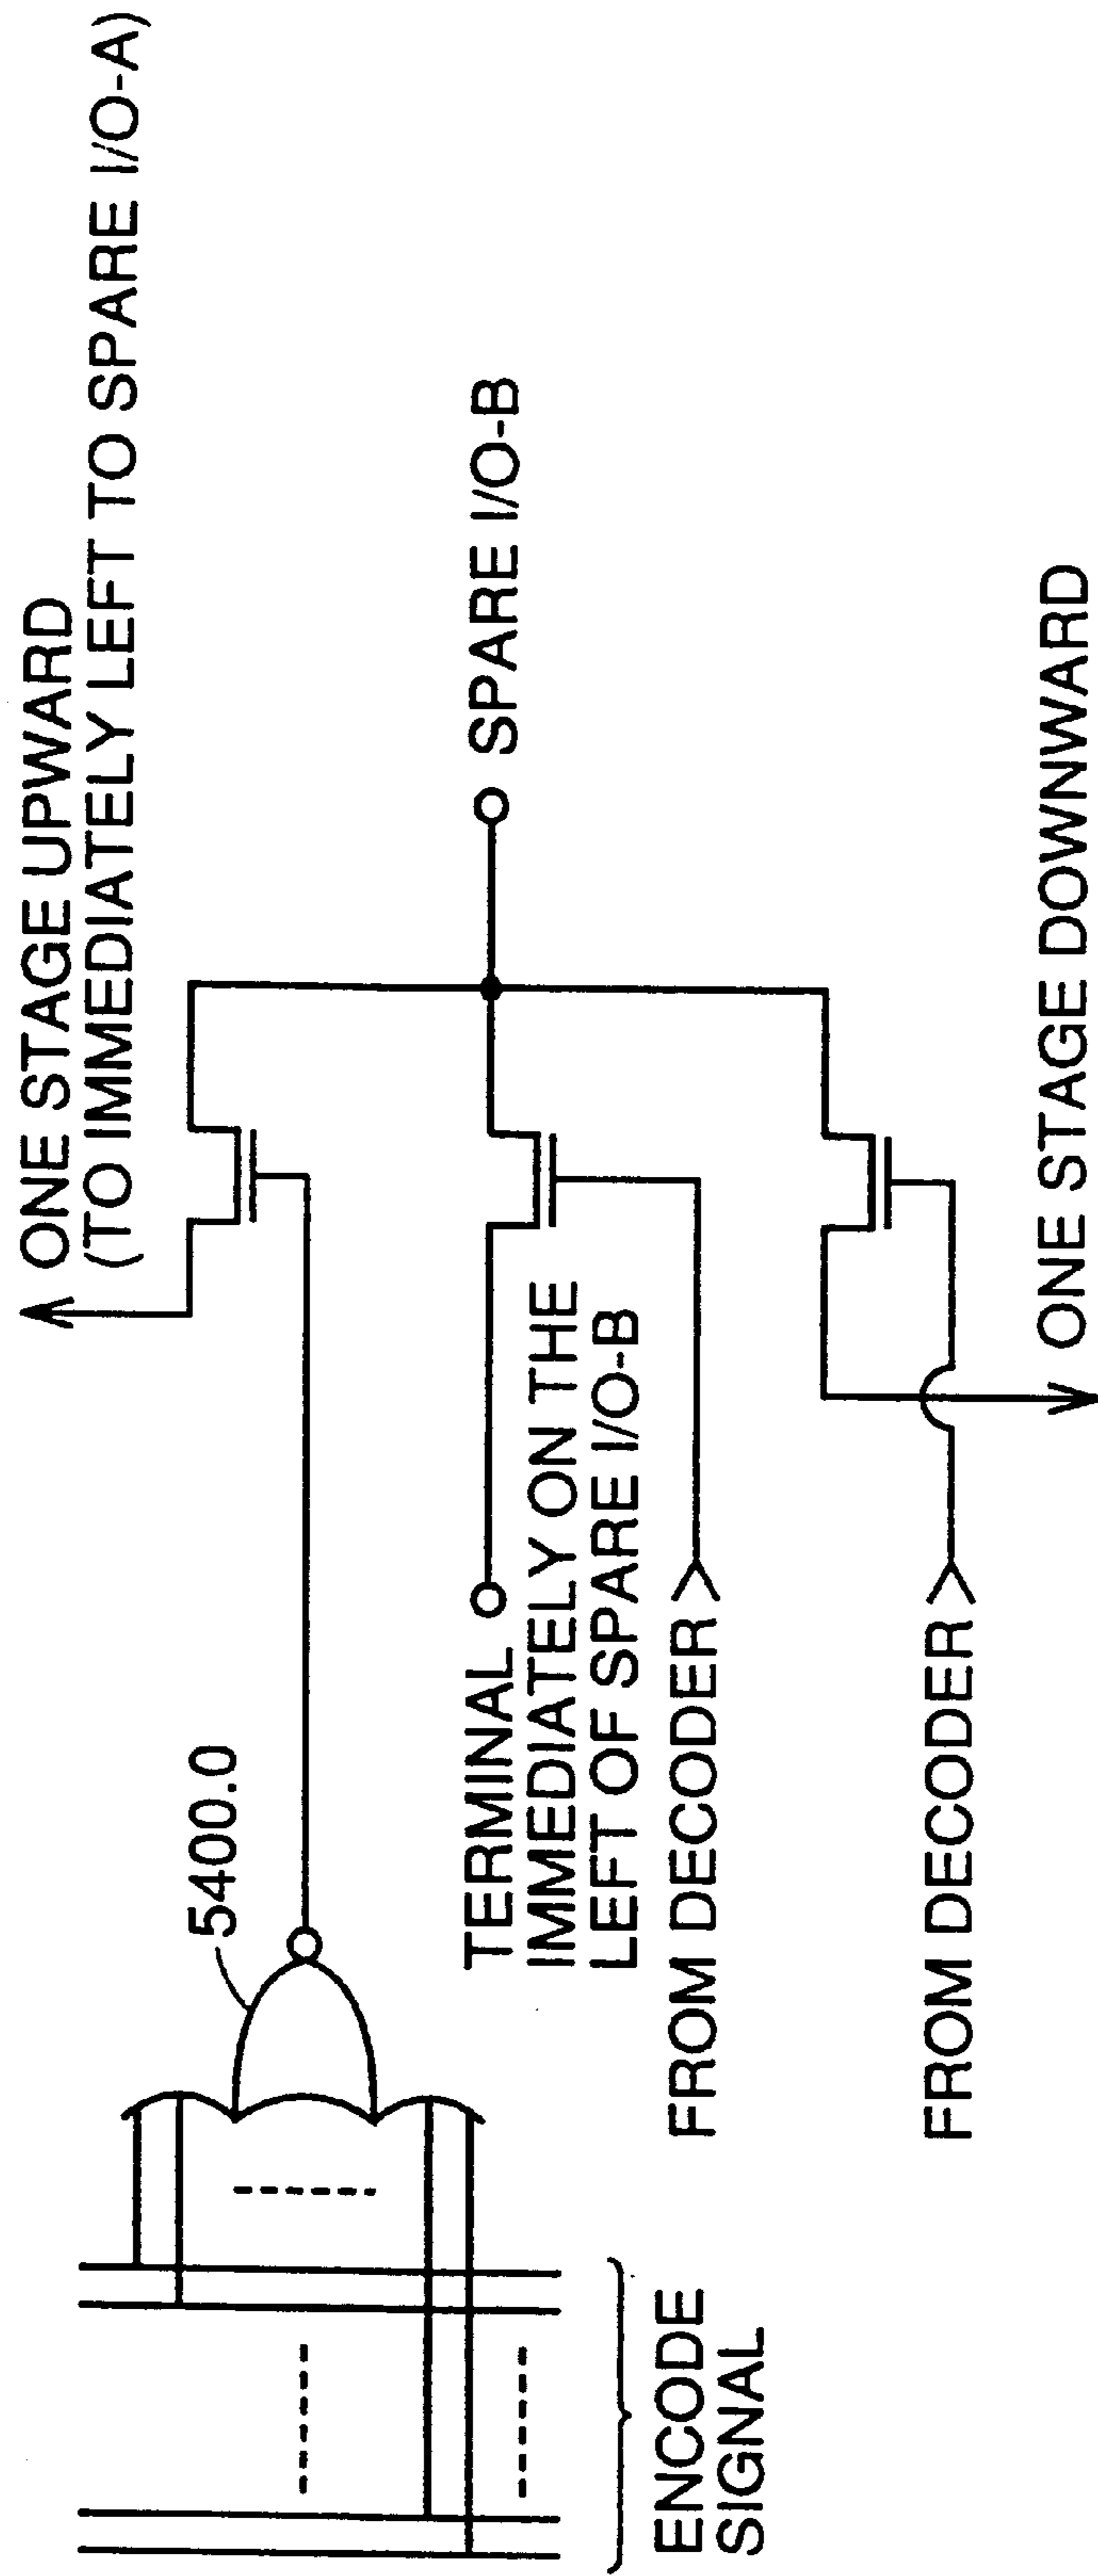 ONE STAGE UPWARD
(TO IMMEDIATELY LEFT TO SPARE I/O-A)
5400.0
SPARE I/O-B
TERMINAL
IMMEDIATELY ON THE
LEFT OF SPARE I/O-B
FROM DECODER
FROM DECODER
ENCODE
SIGNAL
ONE STAGE DOWNWARD